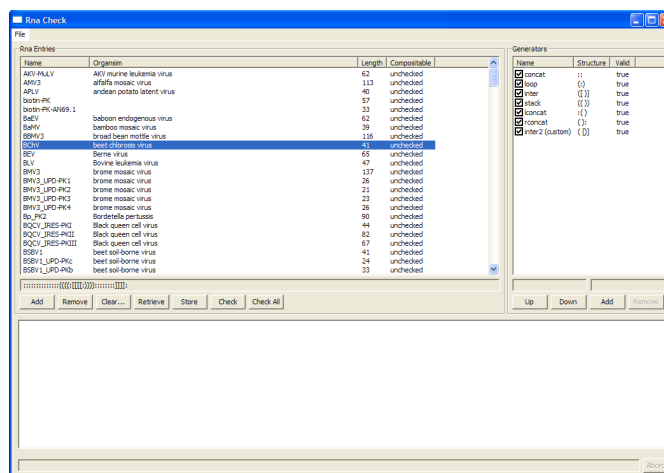 Rna Check
File
Rna Entries
Name Organsim Length Compositable
AKV-MuLV AKV murine leukemia virus 62 unchecked
AMV3 alfalfa mosaic virus 113 unchecked
APLV andean potato latent virus 40 unchecked
biotin-PK 57 unchecked
biotin-PK-AN69.1 33 unchecked
BaEV baboon endogenous virus 62 unchecked
BaMV bamboo mosaic virus 39 unchecked
BBMV3 broad bean mottle virus 116 unchecked
BChV beet chlorosis virus 41 unchecked
BEV Berne virus 65 unchecked
BLV Bovine leukemia virus 47 unchecked
BMV3 brome mosaic virus 137 unchecked
BMV3_UPD-PK1 brome mosaic virus 26 unchecked
BMV3_UPD-PK2 brome mosaic virus 21 unchecked
BMV3_UPD-PK3 brome mosaic virus 23 unchecked
BMV3_UPD-PK4 brome mosaic virus 26 unchecked
Bp_PK2 Bordetella pertussis 90 unchecked
BQCV_IRES-PKI Black queen cell virus 44 unchecked
BQCV_IRES-PKII Black queen cell virus 82 unchecked
BQCV_IRES-PKIII Black queen cell virus 67 unchecked
BSBV1 beet soil-borne virus 41 unchecked
BSBV1_UPD-PKc beet soil-borne virus 24 unchecked
BSBV1_UPD-PKb beet soil-borne virus 33 unchecked
Add Remove Clear... Retrieve Store Check Check All
Generators
Name Structure Valid
concat :: true
loop (:) true
inter ([)] true
stack (()) true
lconcat :() true
rconcat (): true
inter2 (custom) ([)] true
Up Down Add Remove
Abort